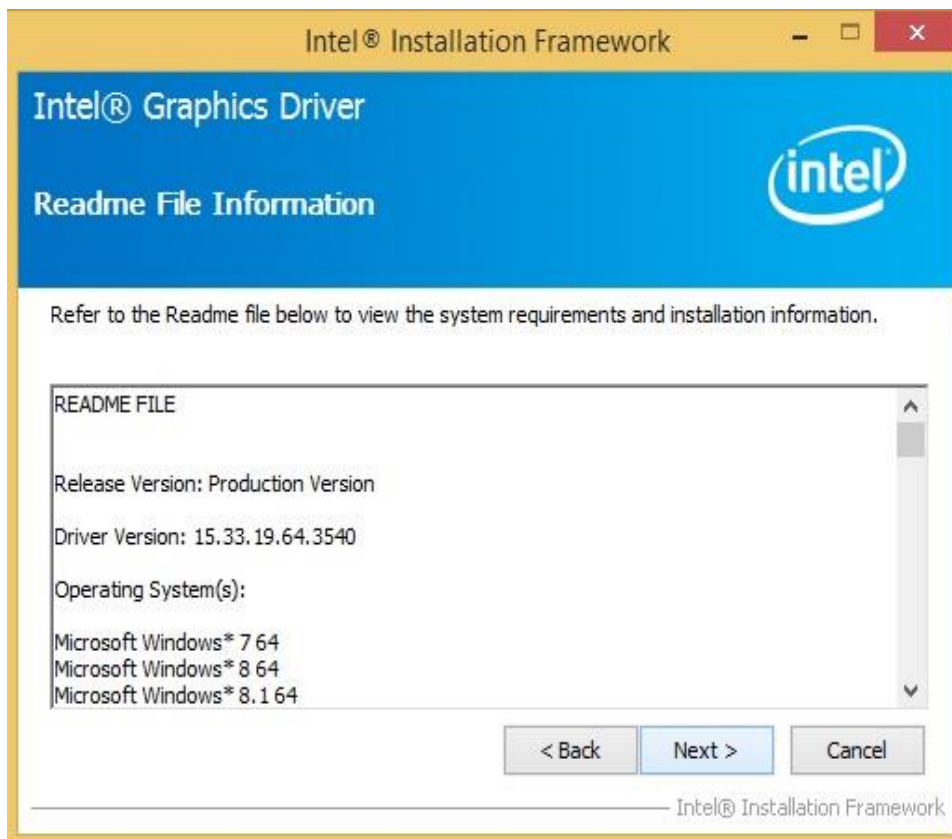 Intel® Installation Framework
Intel® Graphics Driver
intel
Readme File Information
Refer to the Readme file below to view the system requirements and installation information.
README FILE
Release Version: Production Version
Driver Version: 15.33.19.64.3540
Operating System(s):
Microsoft Windows* 7 64
Microsoft Windows* 8 64
Microsoft Windows* 8.1 64
< Back Next > Cancel
Intel® Installation Framework